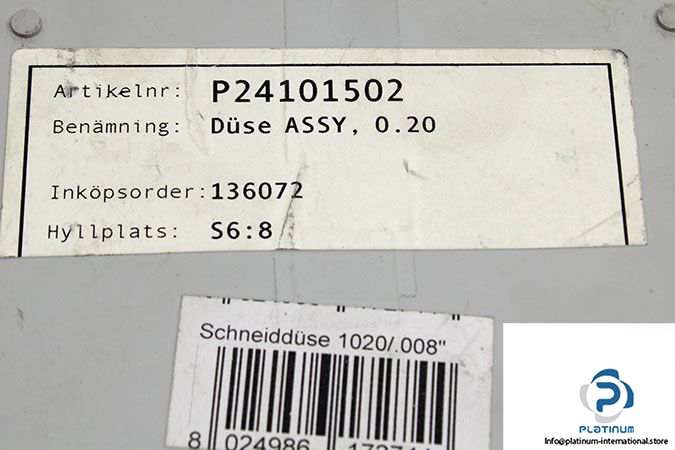 Artikelnr: P24101502
Benämning: Düse ASSY, 0.20
Inköpsorder: 136072
Hyllplats: S6:8
Schneiddüse 1020/.008"
8 024986
PLATINUM
info@platinum-international.store